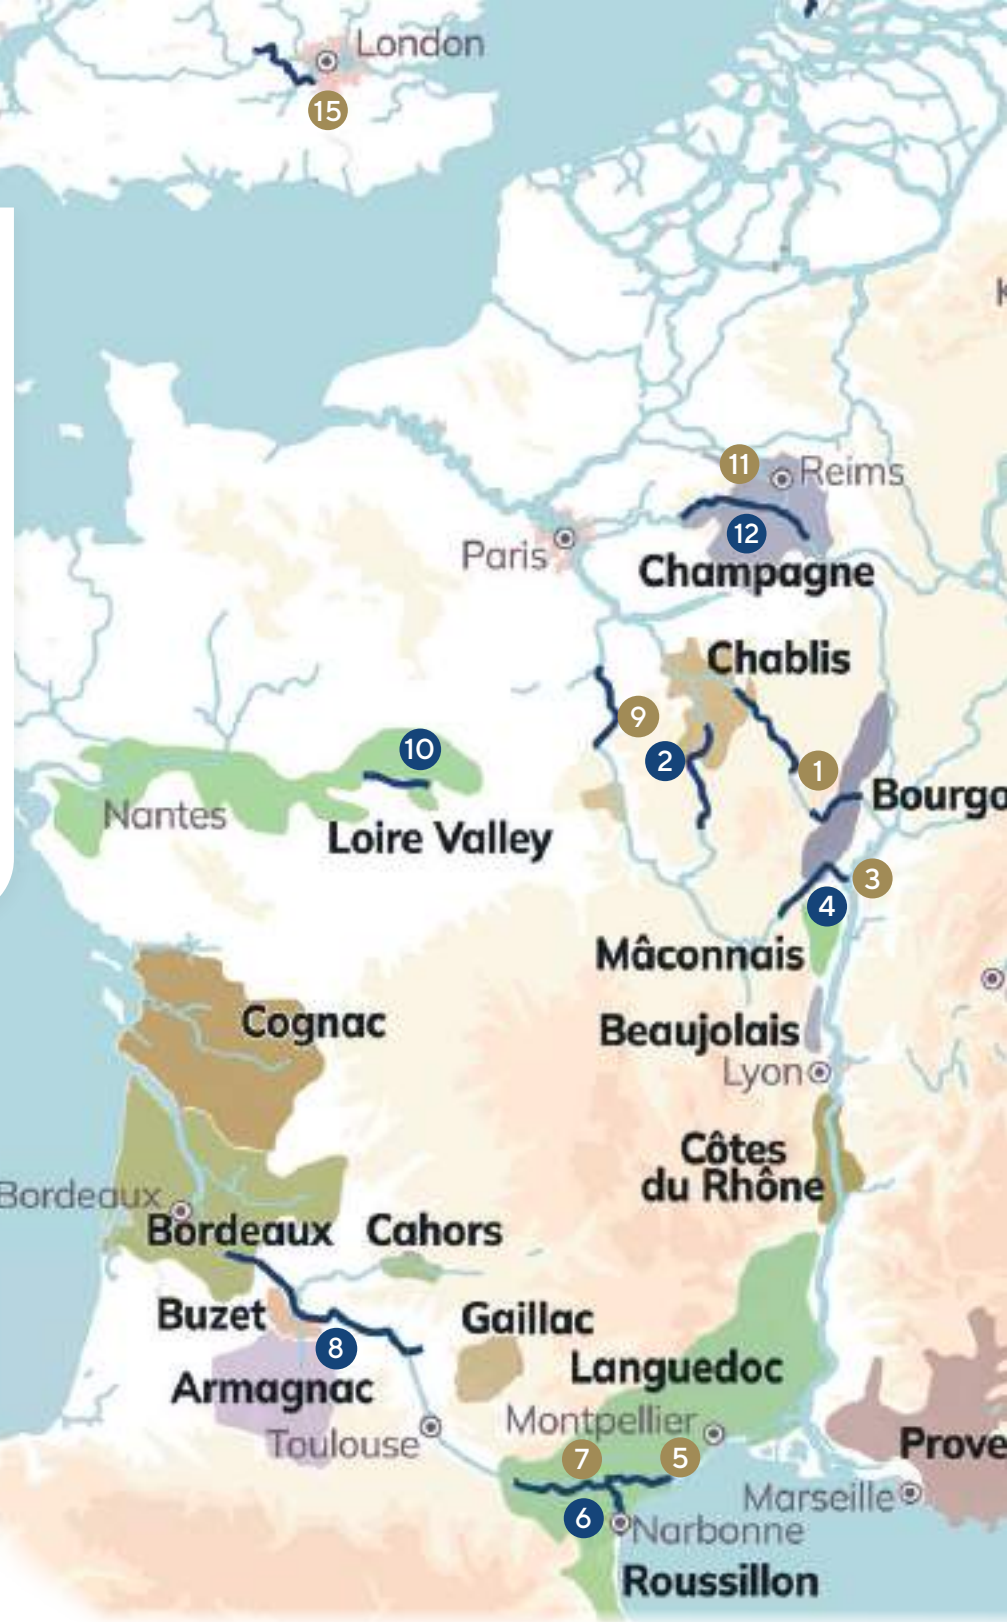 London
15
11
Reims
12
Paris
Champagne
Chablis
9
2
1
10
Bourgo
Nantes
Loire Valley
3
4
Mâconnais
Cognac
Beaujolais
Lyon
Côtes
du Rhône
Bordeaux
Bordeaux
Cahors
Buzet
Gaillac
8
Languedoc
Armagnac
Montpellier
Toulouse
7
5
Prove
Marseille
6
Narbonne
Roussillon